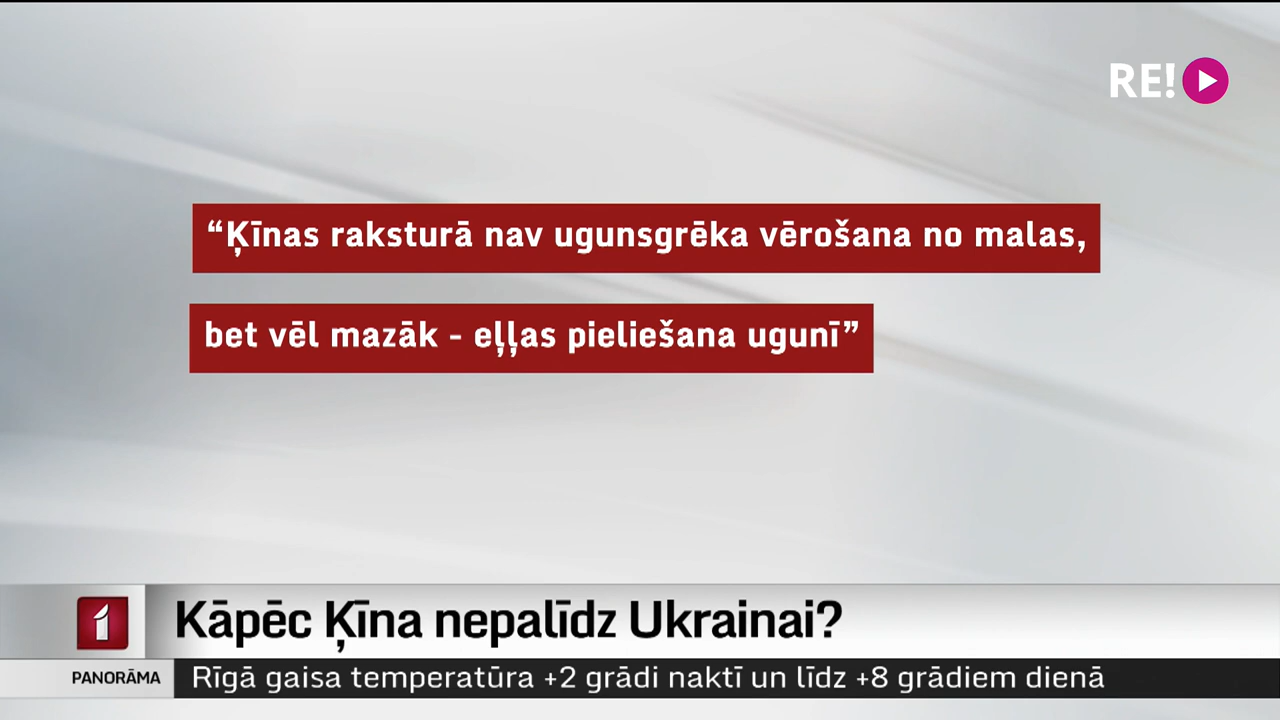 RE!
“Ķīnas raksturā nav ugunsgrēka vērošana no malas,
bet vēl mazāk - eļļas pieliešana ugunī”
1
Kāpēc Ķīna nepalīdz Ukrainai?
PANORĀMA
Rīgā gaisa temperatūra +2 grādi naktī un līdz +8 grādiem dienā